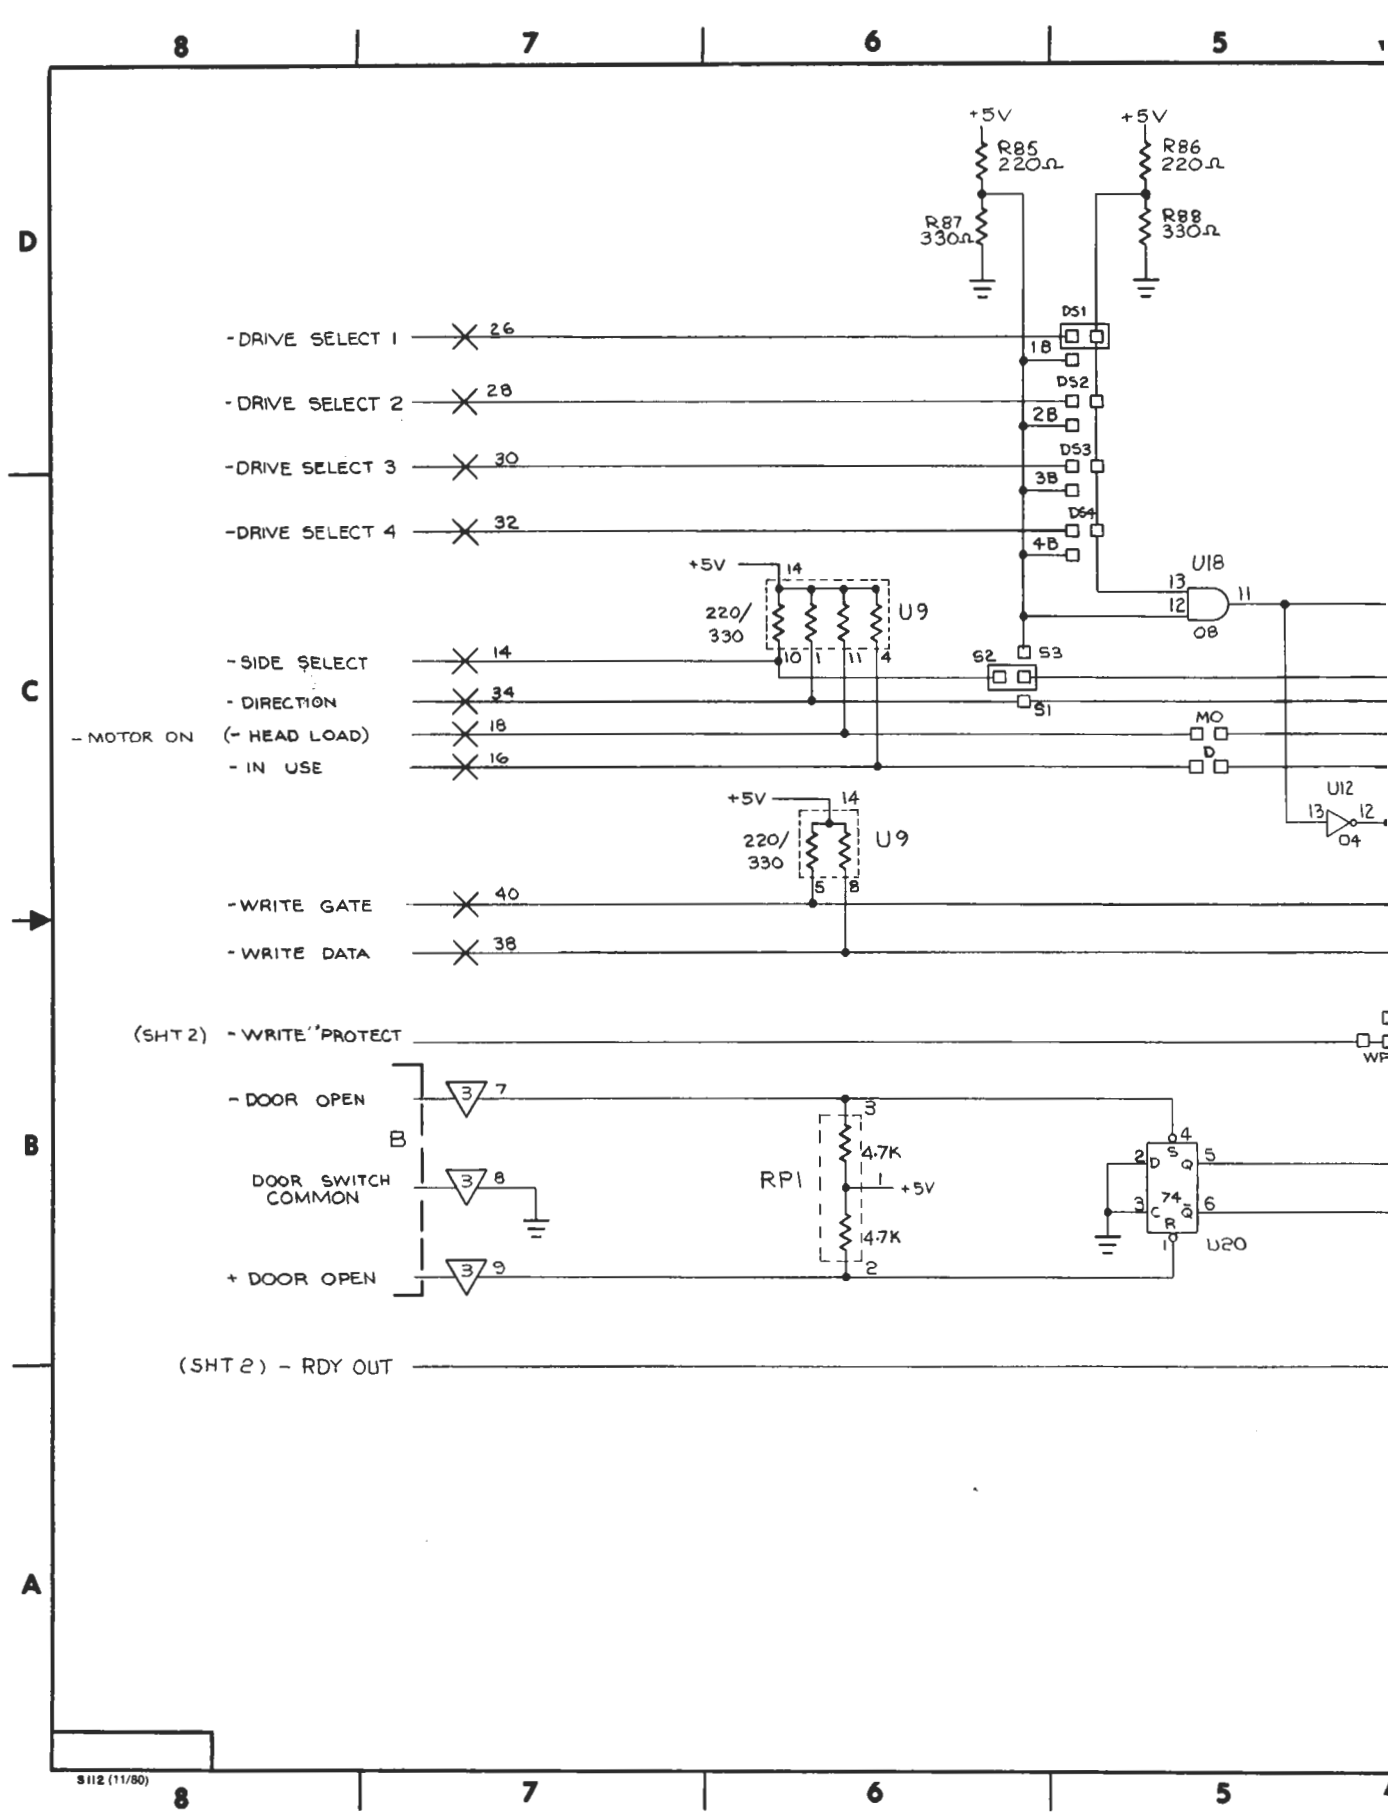 8 7 6 5
+5V +5V
R85 R86
220Ω 220Ω
R87 R88
330Ω 330Ω
D
DS1
-DRIVE SELECT 1 26
1B
DS2
-DRIVE SELECT 2 28
2B
DS3
-DRIVE SELECT 3 30
3B
DS4
-DRIVE SELECT 4 32
4B
+5V 14
U18
13
12 11
08
220/
330
U9
10 1 11 4
-SIDE SELECT 14
S2 S3
C
-DIRECTION 34
S1
-MOTOR ON (-HEAD LOAD) 18
MO
-IN USE 16
D
U12
13 12
04
+5V 14
220/
330
U9
5 8
-WRITE GATE 40
-WRITE DATA 38
(SHT 2) -WRITE PROTECT
WP
-DOOR OPEN 3 7
3
B
B
4.7K
4
2 D S Q 5
DOOR SWITCH
COMMON
3 8
RP1
1 +5V
3 C 74 Q̅ 6
R
1
U20
4.7K
+ DOOR OPEN 3 9
2
(SHT 2) - RDY OUT
A
S112 (11/80)
8 7 6 5